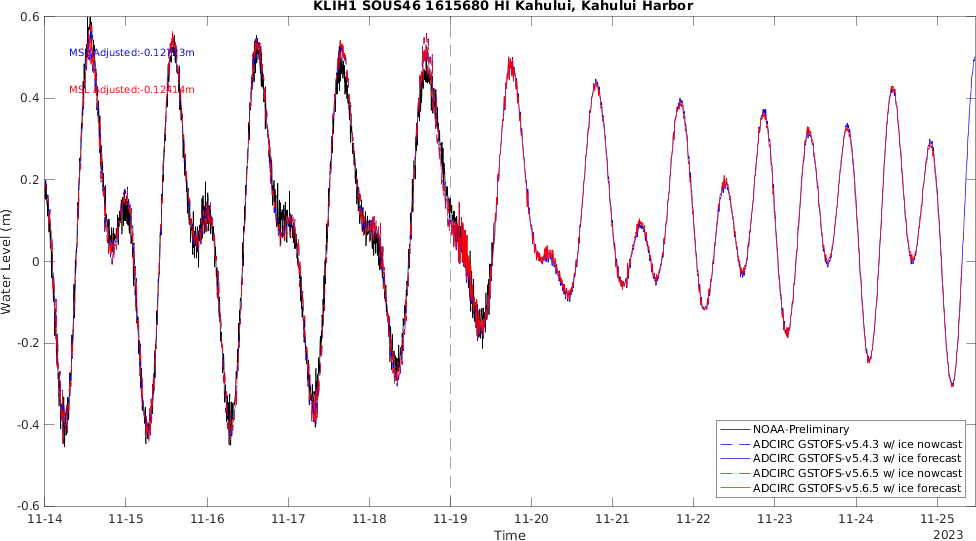 KLIH1 SOUS46 1615680 HI Kahului, Kahului Harbor
0.6
MSL Adjusted:
0.4
MSL Adjusted:-0.12414m
0.2
Water Level (m)
0
-0.2
-0.4
-0.6
NOAA-Preliminary
ADCIRC GSTOFS-v5.4.3 w/ ice nowcast
ADCIRC GSTOFS-v5.4.3 w/ ice forecast
ADCIRC GSTOFS-v5.6.5 w/ ice nowcast
ADCIRC GSTOFS-v5.6.5 w/ ice forecast
11-14 11-15 11-16 11-17 11-18 11-19 11-20 11-21 11-22 11-23 11-24 11-25
Time
2023